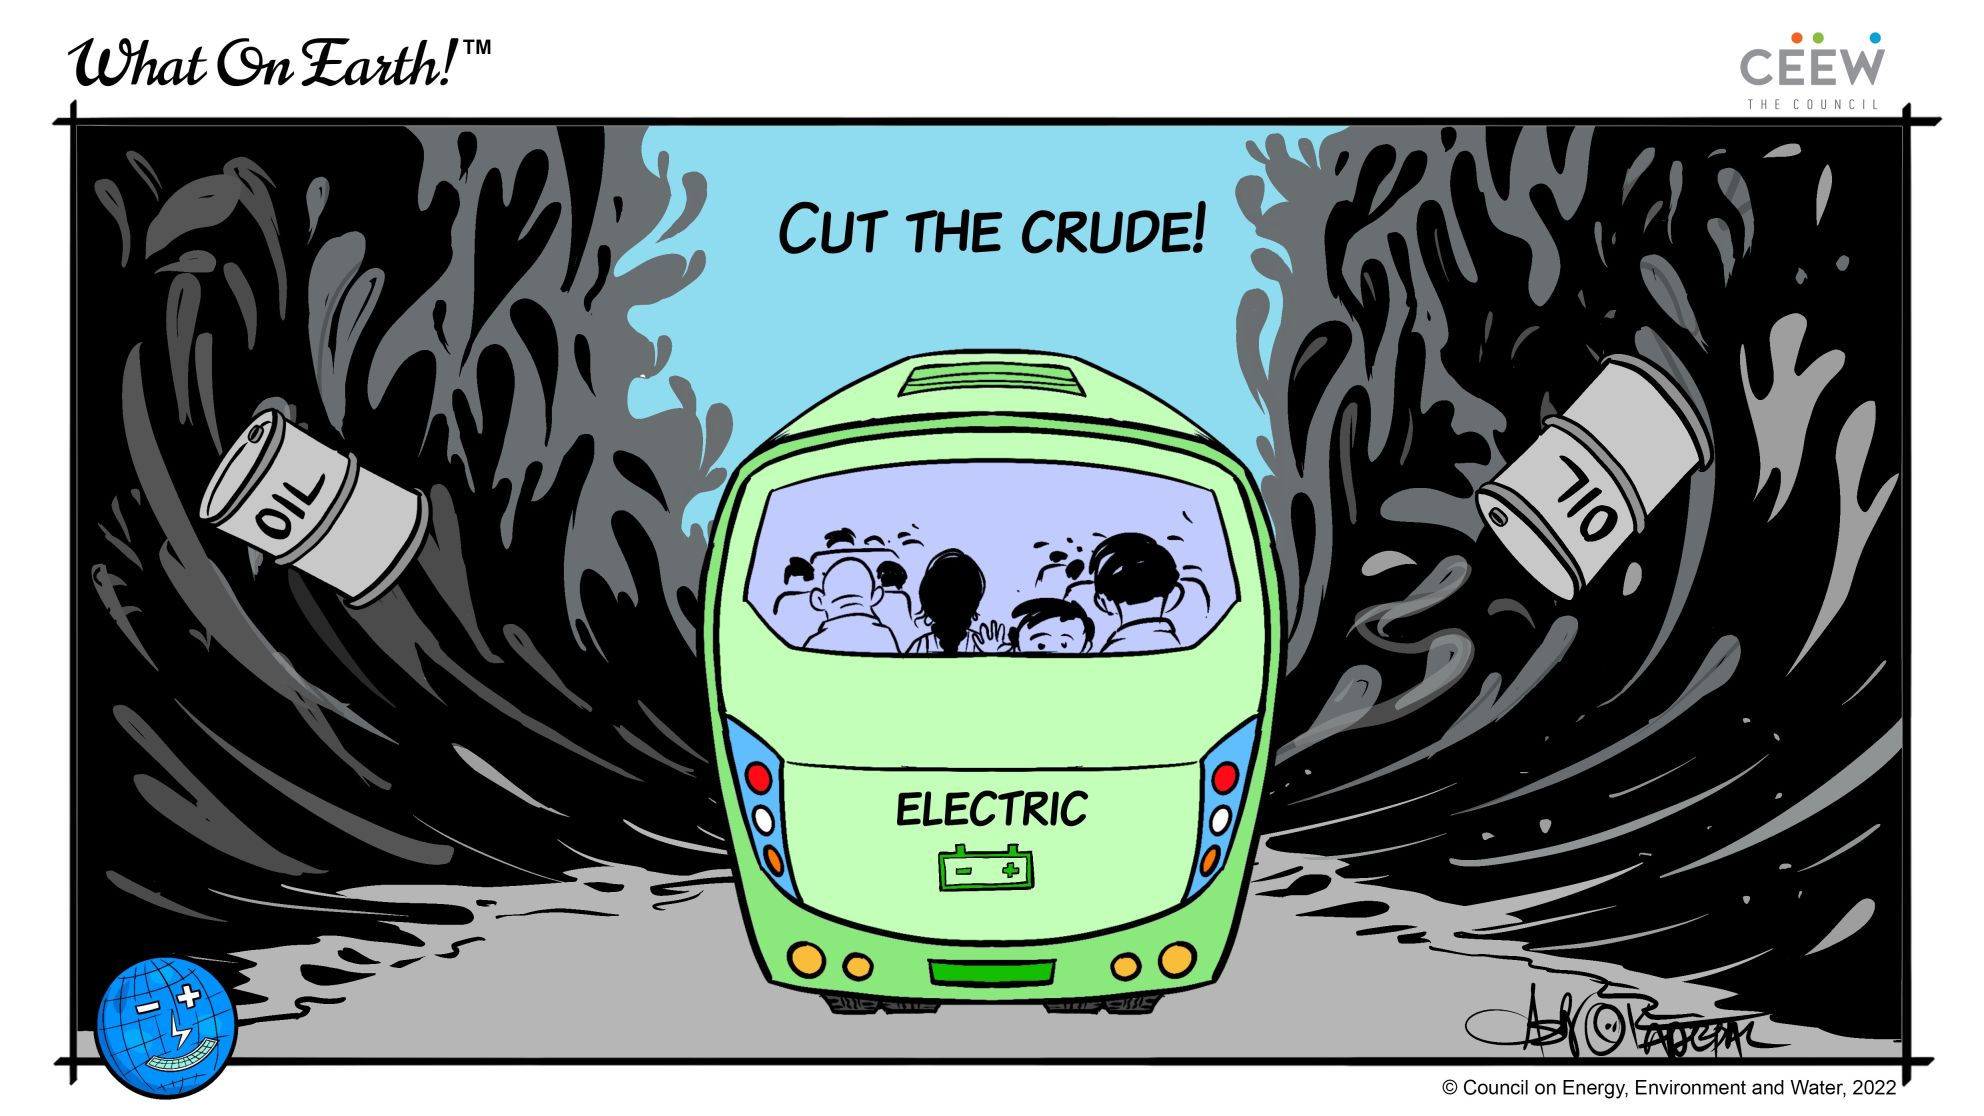 What On Earth!™
CEEW
THE COUNCIL
CUT THE CRUDE!
OIL
OIL
ELECTRIC
- +
- +
© Council on Energy, Environment and Water, 2022